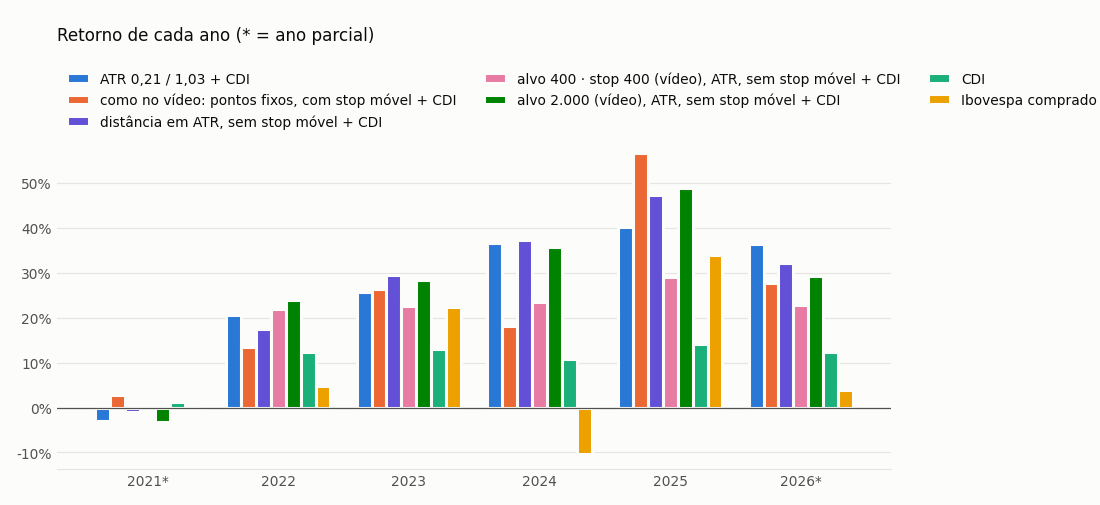 Retorno de cada ano (* = ano parcial)
ATR 0,21 / 1,03 + CDI
como no vídeo: pontos fixos, com stop móvel + CDI
distância em ATR, sem stop móvel + CDI
alvo 400 · stop 400 (vídeo), ATR, sem stop móvel + CDI
alvo 2.000 (vídeo), ATR, sem stop móvel + CDI
CDI
Ibovespa comprado
50%
40%
30%
20%
10%
0%
-10%
2021* 2022 2023 2024 2025 2026*